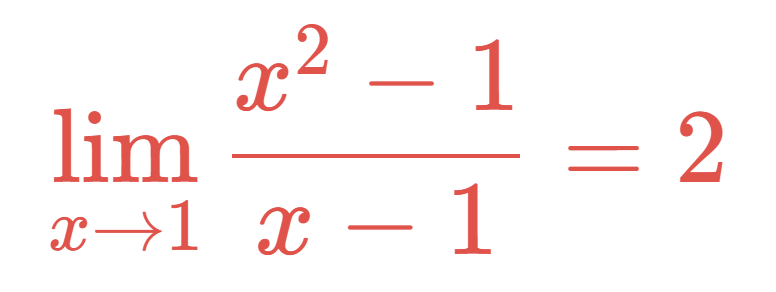 lim x→1 (x² − 1)/(x − 1) = 2